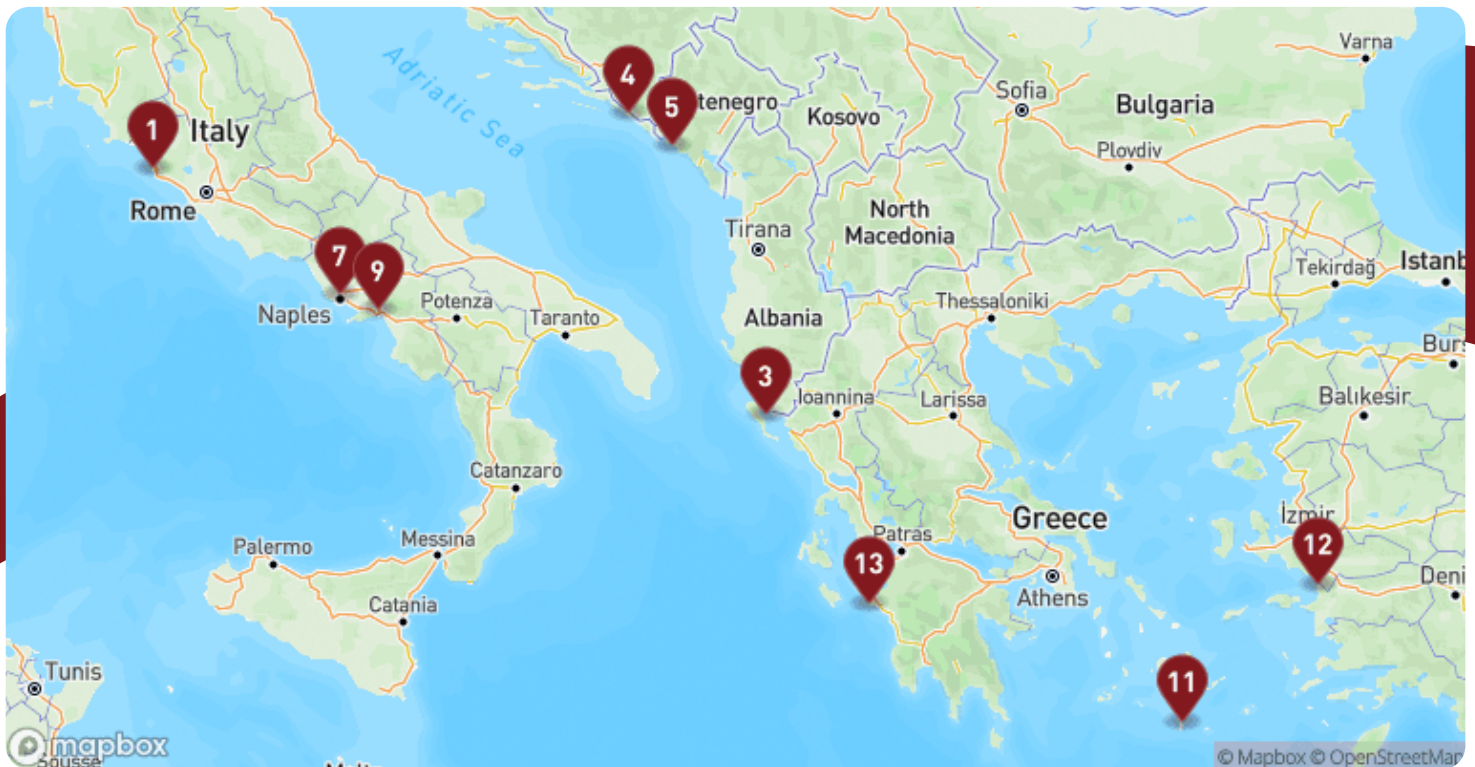 Varna
Adriatic Sea
4
Sofia
5
tenegro
Bulgaria
Kosovo
1
Italy
Plovdiv
Rome
North
Macedonia
Tirana
7
9
Istanb
Tekirdağ
Naples
Potenza
Taranto
Albania
Thessaloniki
Burs
3
Ioannina
Larissa
Balıkesir
Catanzaro
Greece
İzmir
Patras
Messina
Palermo
12
13
Athens
Deni
Catania
Tunis
11
mapbox
Sousse
© Mapbox © OpenStreetMap